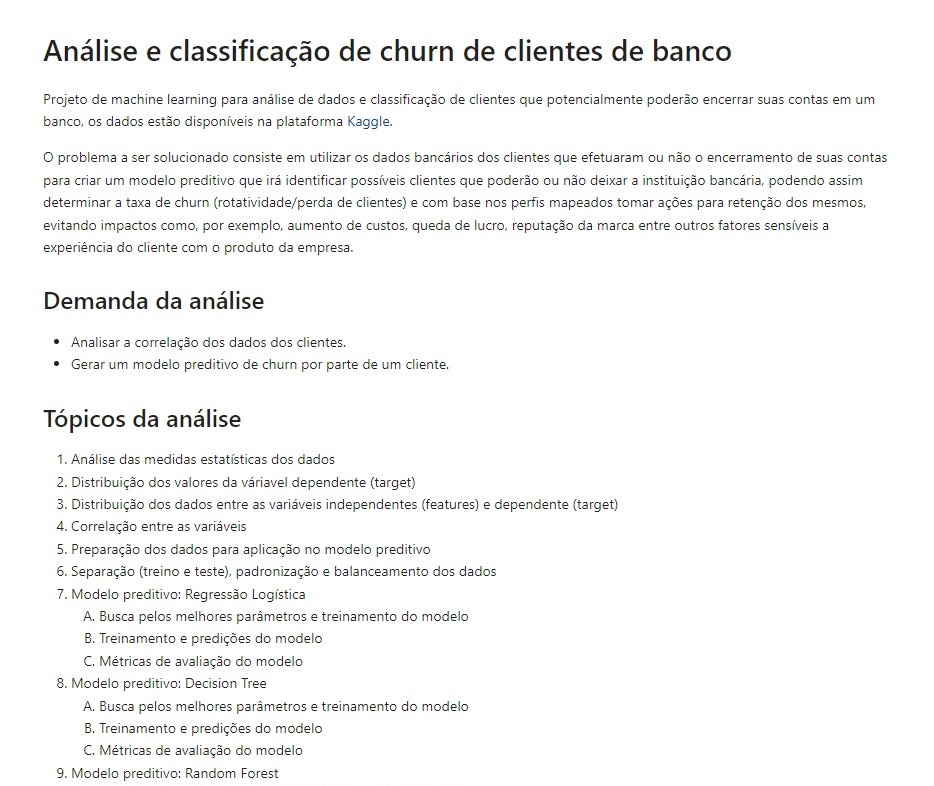 Análise e classificação de churn de clientes de banco
Projeto de machine learning para análise de dados e classificação de clientes que potencialmente poderão encerrar suas contas em um
banco, os dados estão disponíveis na plataforma Kaggle.
O problema a ser solucionado consiste em utilizar os dados bancários dos clientes que efetuaram ou não o encerramento de suas contas
para criar um modelo preditivo que irá identificar possíveis clientes que poderão ou não deixar a instituição bancária, podendo assim
determinar a taxa de churn (rotatividade/perda de clientes) e com base nos perfis mapeados tomar ações para retenção dos mesmos,
evitando impactos como, por exemplo, aumento de custos, queda de lucro, reputação da marca entre outros fatores sensíveis a
experiência do cliente com o produto da empresa.
Demanda da análise
• Analisar a correlação dos dados dos clientes.
• Gerar um modelo preditivo de churn por parte de um cliente.
Tópicos da análise
1. Análise das medidas estatísticas dos dados
2. Distribuição dos valores da váriavel dependente (target)
3. Distribuição dos dados entre as variáveis independentes (features) e dependente (target)
4. Correlação entre as variáveis
5. Preparação dos dados para aplicação no modelo preditivo
6. Separação (treino e teste), padronização e balanceamento dos dados
7. Modelo preditivo: Regressão Logística
A. Busca pelos melhores parâmetros e treinamento do modelo
B. Treinamento e predições do modelo
C. Métricas de avaliação do modelo
8. Modelo preditivo: Decision Tree
A. Busca pelos melhores parâmetros e treinamento do modelo
B. Treinamento e predições do modelo
C. Métricas de avaliação do modelo
9. Modelo preditivo: Random Forest